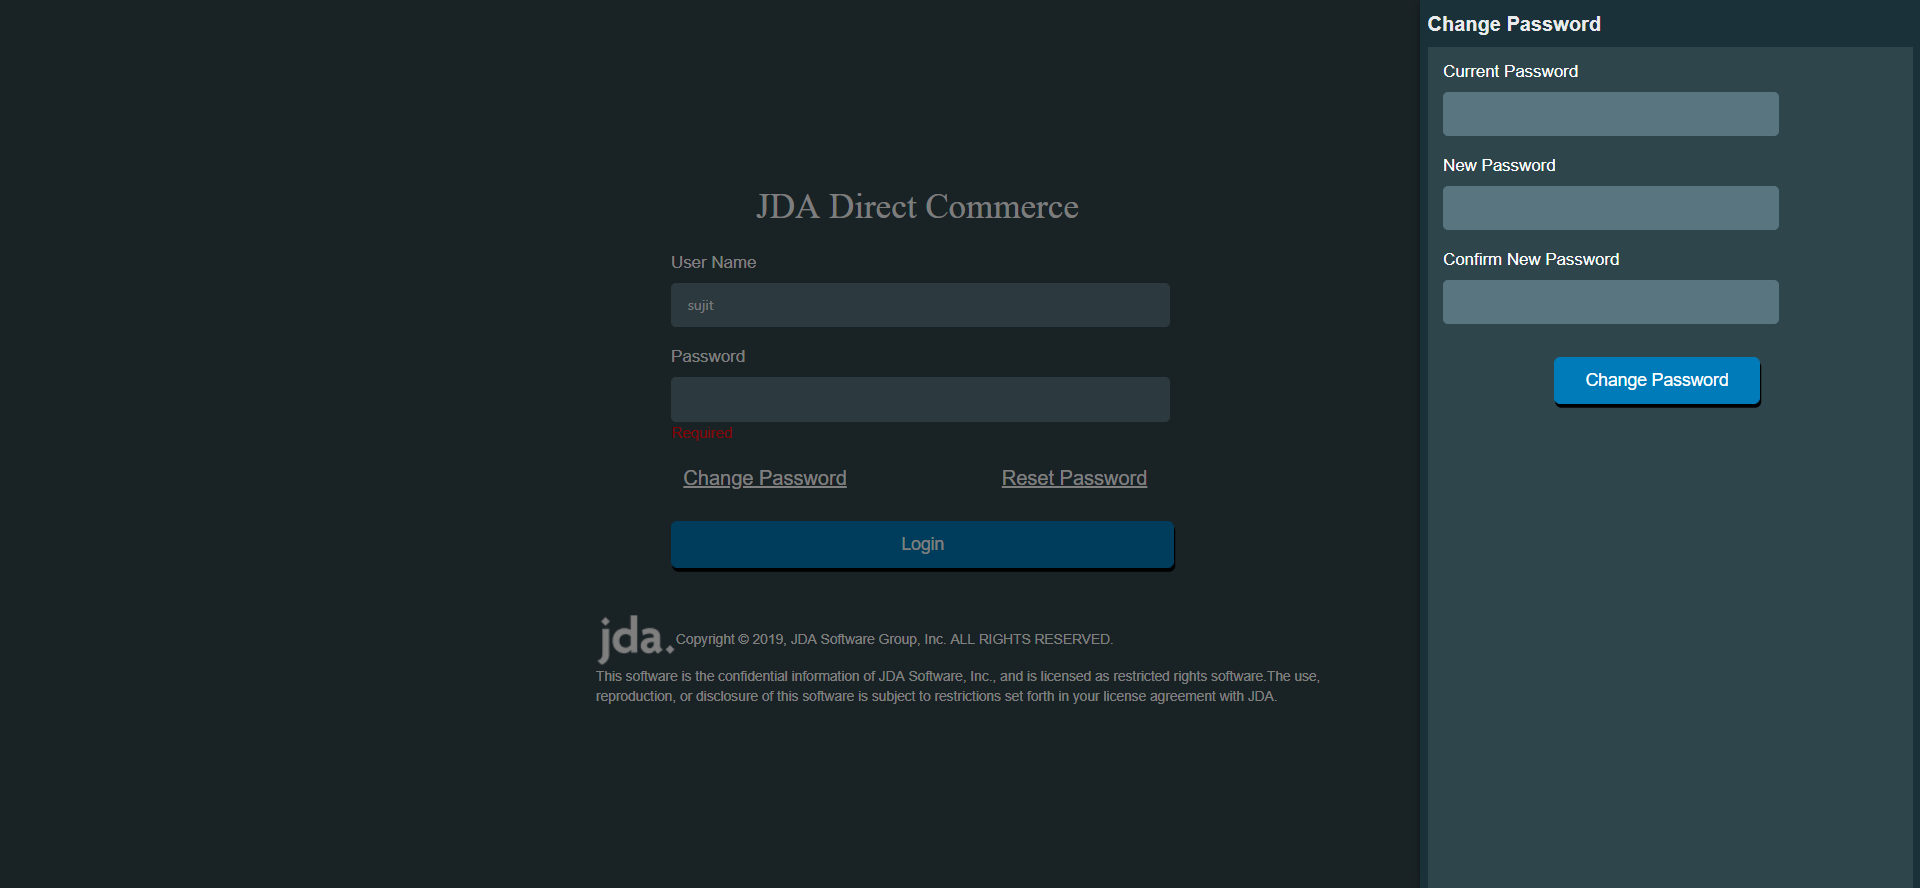 Change Password
Current Password
New Password
Confirm New Password
Change Password
JDA Direct Commerce
User Name
sujit
Password
Required
Change Password Reset Password
Login
jda. Copyright © 2019, JDA Software Group, Inc. ALL RIGHTS RESERVED.
This software is the confidential information of JDA Software, Inc., and is licensed as restricted rights software.The use,
reproduction, or disclosure of this software is subject to restrictions set forth in your license agreement with JDA.